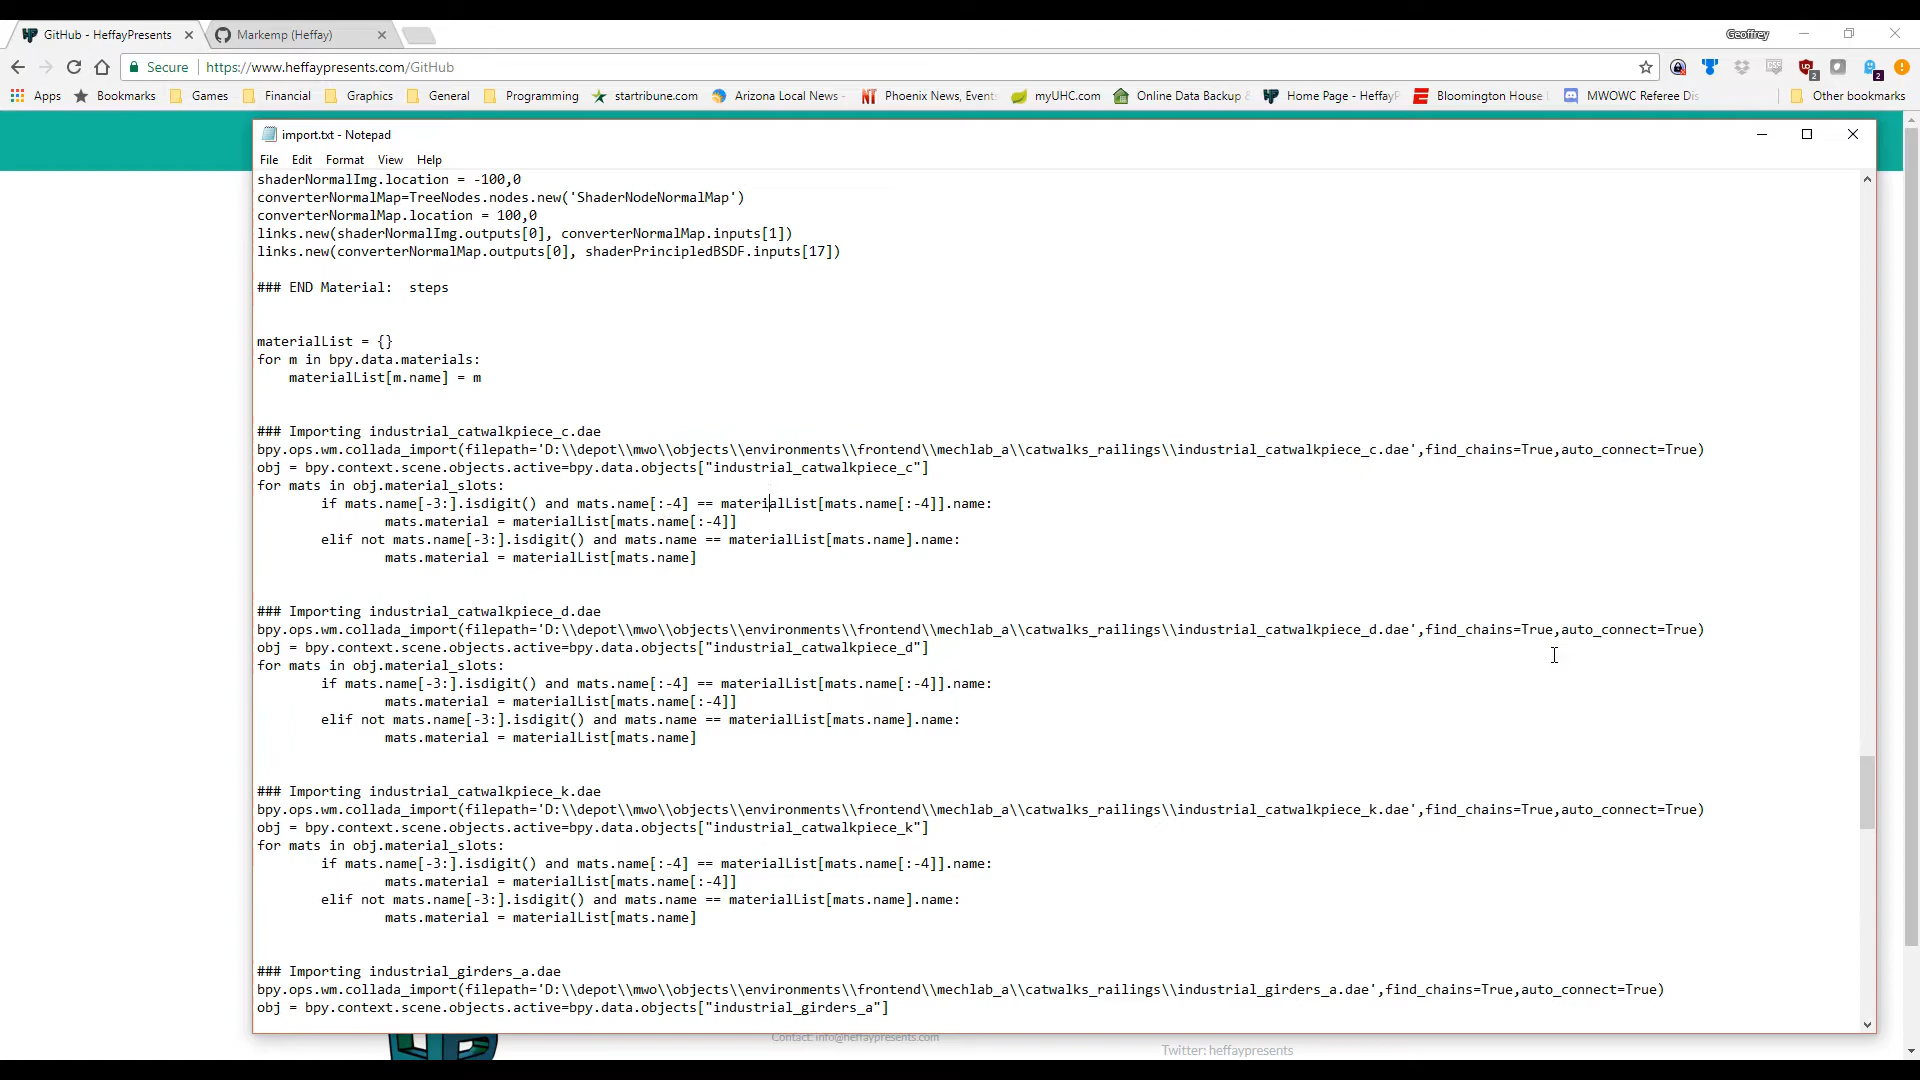 GitHub - HeffayPresents
Markemp (Heffay)
Geoffrey
Secure
https://www.heffaypresents.com/GitHub
Apps
Bookmarks
Games
Financial
Graphics
General
Programming
startribune.com
Arizona Local News -
Phoenix News, Event
myUHC.com
Online Data Backup
Home Page - HeffayP
Bloomington House
MWOWC Referee Dis
Other bookmarks
import.txt - Notepad
File Edit Format View Help
shaderNormalImg.location = -100,0
converterNormalMap=TreeNodes.nodes.new('ShaderNodeNormalMap')
converterNormalMap.location = 100,0
links.new(shaderNormalImg.outputs[0], converterNormalMap.inputs[1])
links.new(converterNormalMap.outputs[0], shaderPrincipledBSDF.inputs[17])
### END Material:  steps
materialList = {}
for m in bpy.data.materials:
    materialList[m.name] = m
### Importing industrial_catwalkpiece_c.dae
bpy.ops.wm.collada_import(filepath='D:\\depot\\mwo\\objects\\environments\\frontend\\mechlab_a\\catwalks_railings\\industrial_catwalkpiece_c.dae',find_chains=True,auto_connect=True)
obj = bpy.context.scene.objects.active=bpy.data.objects["industrial_catwalkpiece_c"]
for mats in obj.material_slots:
        if mats.name[-3:].isdigit() and mats.name[:-4] == materialList[mats.name[:-4]].name:
                mats.material = materialList[mats.name[:-4]]
        elif not mats.name[-3:].isdigit() and mats.name == materialList[mats.name].name:
                mats.material = materialList[mats.name]
### Importing industrial_catwalkpiece_d.dae
bpy.ops.wm.collada_import(filepath='D:\\depot\\mwo\\objects\\environments\\frontend\\mechlab_a\\catwalks_railings\\industrial_catwalkpiece_d.dae',find_chains=True,auto_connect=True)
obj = bpy.context.scene.objects.active=bpy.data.objects["industrial_catwalkpiece_d"]
for mats in obj.material_slots:
        if mats.name[-3:].isdigit() and mats.name[:-4] == materialList[mats.name[:-4]].name:
                mats.material = materialList[mats.name[:-4]]
        elif not mats.name[-3:].isdigit() and mats.name == materialList[mats.name].name:
                mats.material = materialList[mats.name]
### Importing industrial_catwalkpiece_k.dae
bpy.ops.wm.collada_import(filepath='D:\\depot\\mwo\\objects\\environments\\frontend\\mechlab_a\\catwalks_railings\\industrial_catwalkpiece_k.dae',find_chains=True,auto_connect=True)
obj = bpy.context.scene.objects.active=bpy.data.objects["industrial_catwalkpiece_k"]
for mats in obj.material_slots:
        if mats.name[-3:].isdigit() and mats.name[:-4] == materialList[mats.name[:-4]].name:
                mats.material = materialList[mats.name[:-4]]
        elif not mats.name[-3:].isdigit() and mats.name == materialList[mats.name].name:
                mats.material = materialList[mats.name]
### Importing industrial_girders_a.dae
bpy.ops.wm.collada_import(filepath='D:\\depot\\mwo\\objects\\environments\\frontend\\mechlab_a\\catwalks_railings\\industrial_girders_a.dae',find_chains=True,auto_connect=True)
obj = bpy.context.scene.objects.active=bpy.data.objects["industrial_girders_a"]
Contact: info@heffaypresents.com
Twitter: heffaypresents